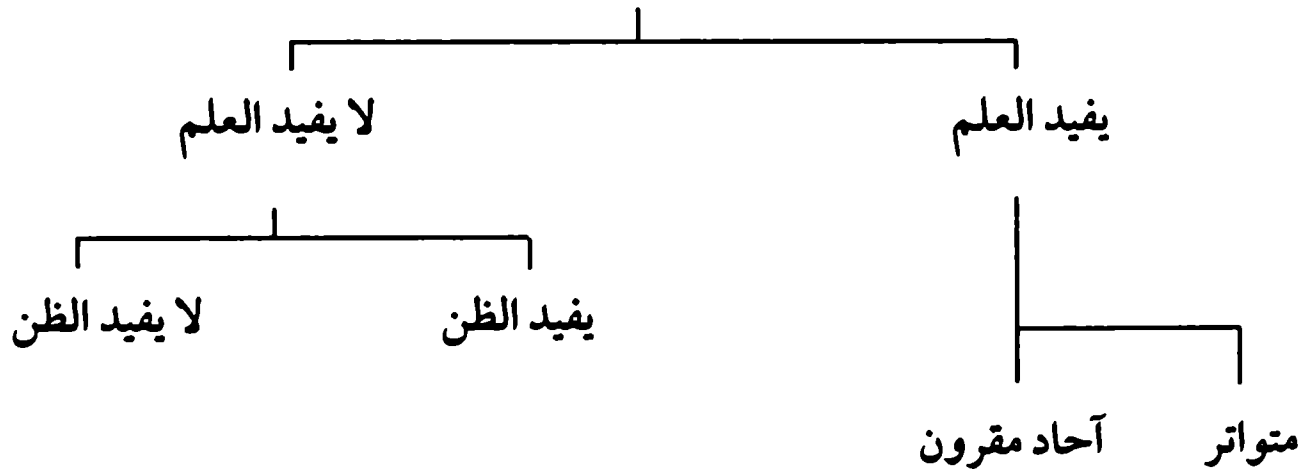 يفيد العلم
لا يفيد العلم
يفيد الظن
لا يفيد الظن
متواتر
آحاد مقرون